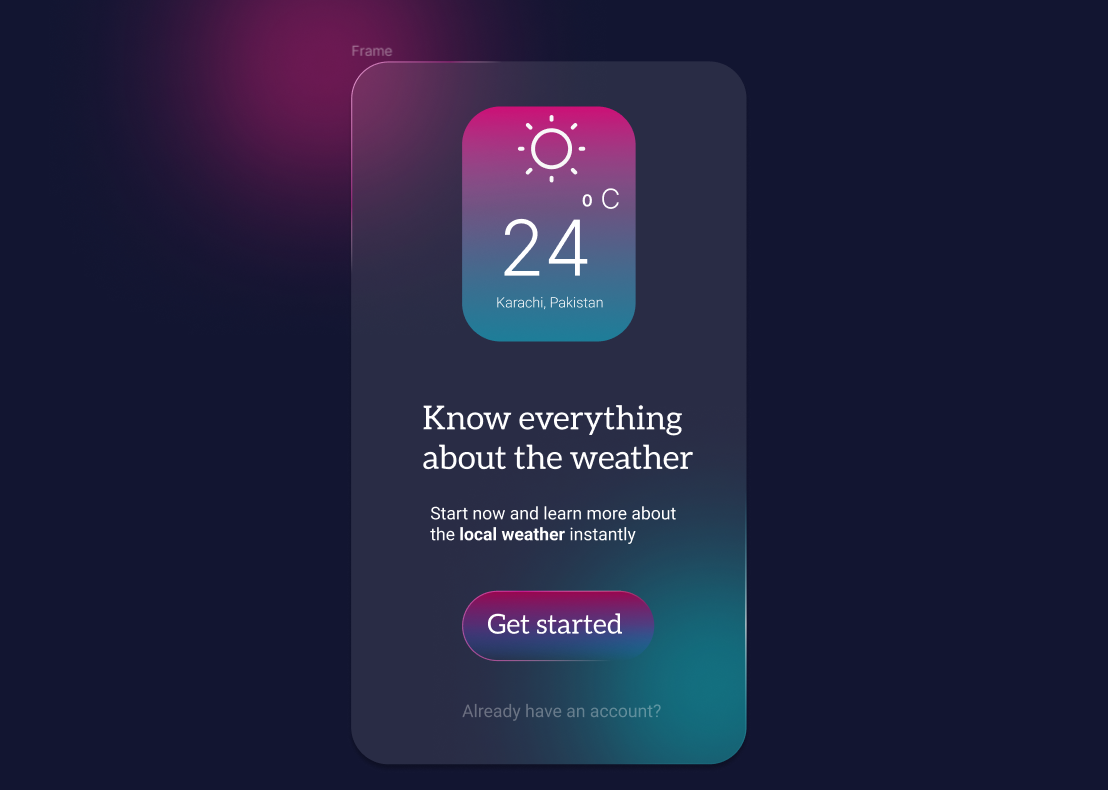 Frame
° C
24
Karachi, Pakistan
Know everything
about the weather
Start now and learn more about
the local weather instantly
Get started
Already have an account?